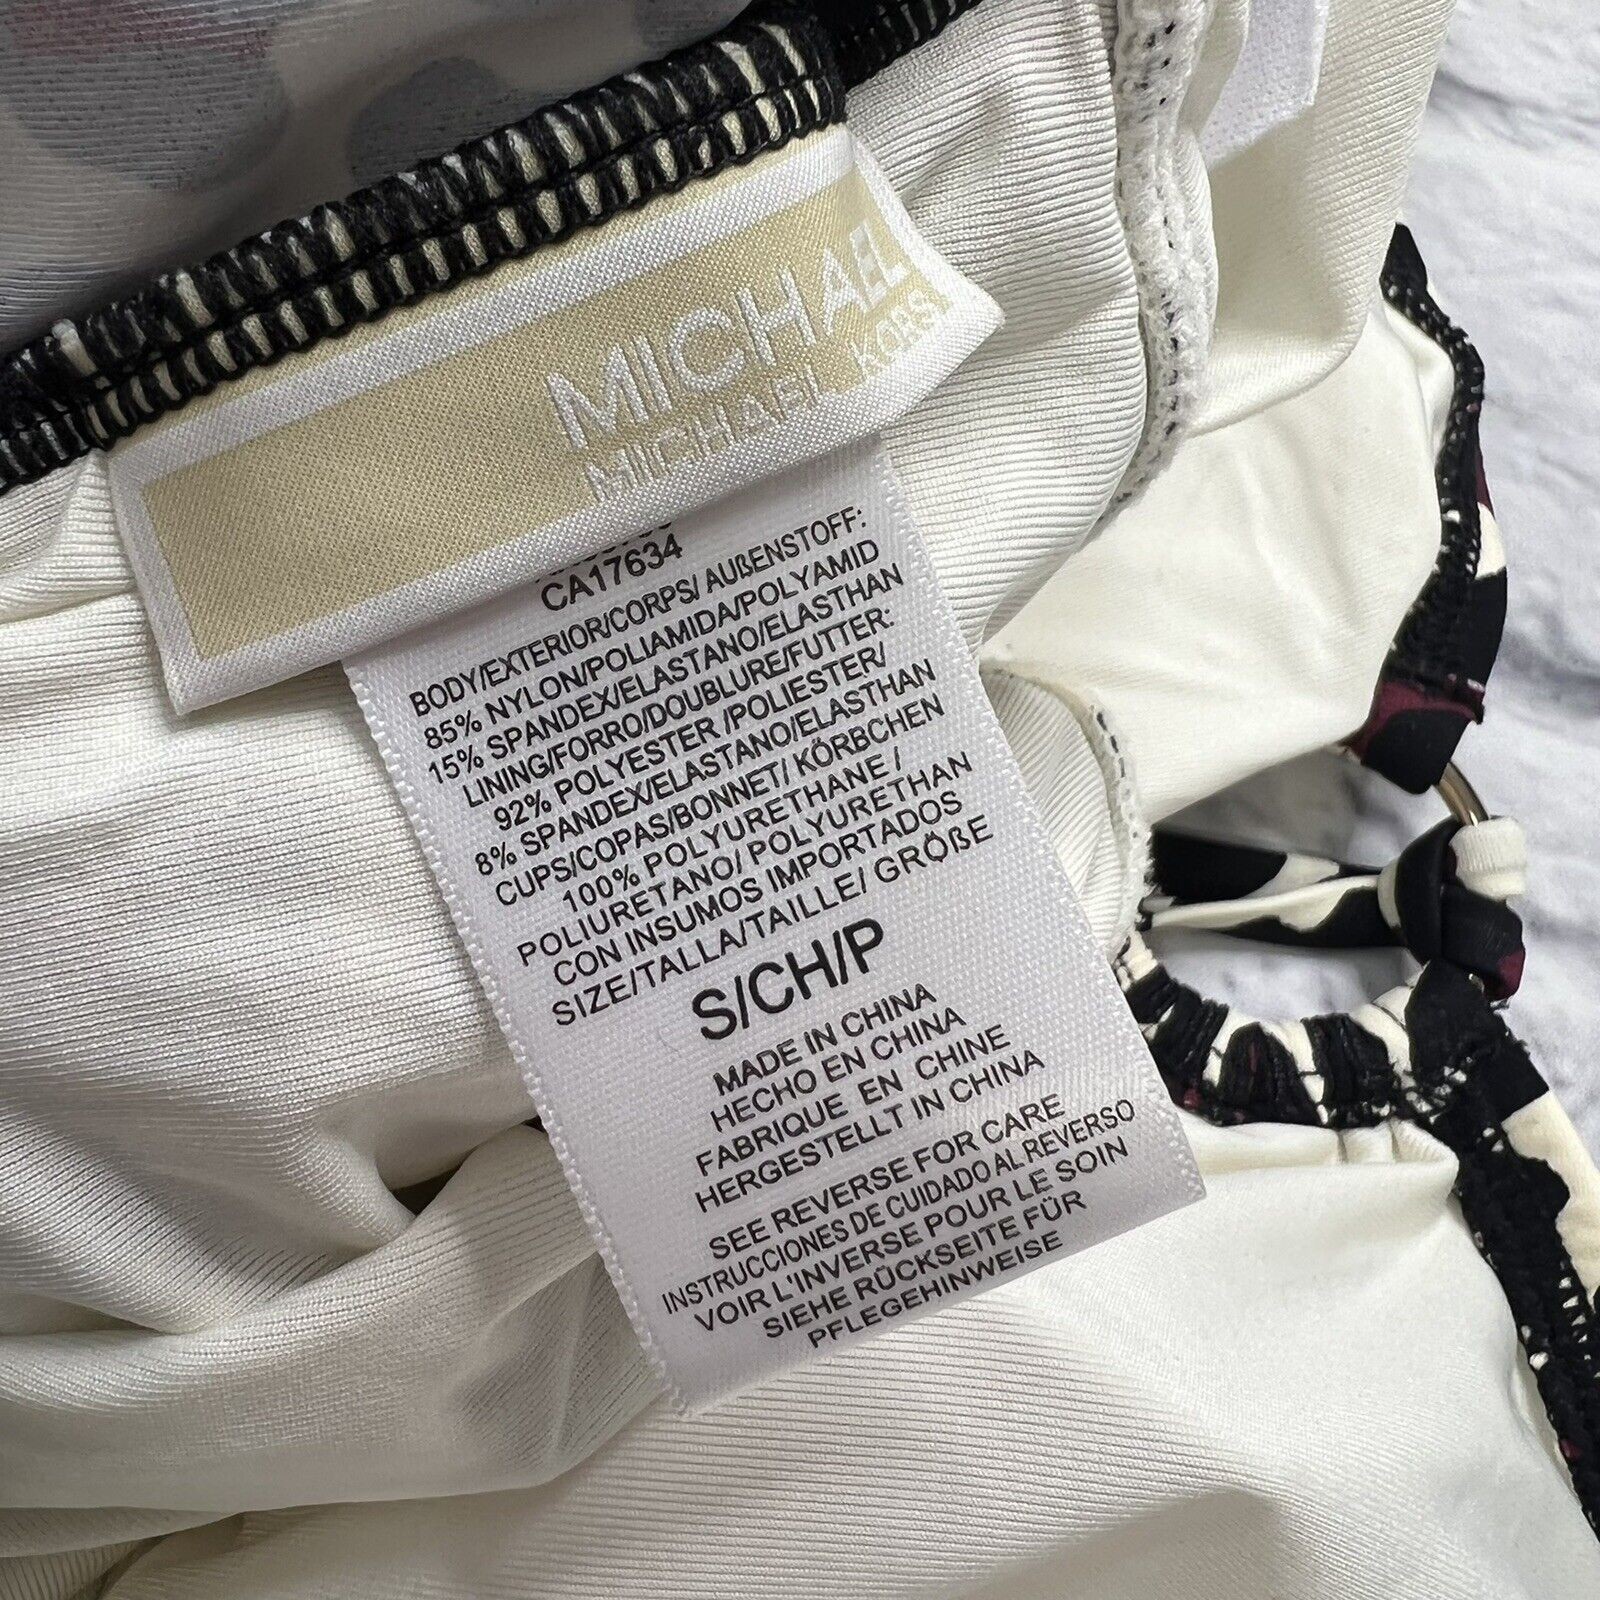 MICHAEL
MICHAEL KORS
CA17634
BODY/EXTERIOR/CORPS/ AUßENSTOFF:
85% NYLON/POLIAMIDA/POLYAMID
15% SPANDEX/ELASTANO/ELASTHAN
LINING/FORRO/DOUBLURE/FUTTER:
92% POLYESTER /POLIESTER/
8% SPANDEX/ELASTANO/ELASTHAN
CUPS/COPAS/BONNET/ KÖRBCHEN
100% POLYURETHANE /
POLIURETANO/ POLYURETHAN
CON INSUMOS IMPORTADOS
SIZE/TALLA/TAILLE/ GRÖßE
S/CH/P
MADE IN CHINA
HECHO EN CHINA
FABRIQUE EN CHINE
HERGESTELLT IN CHINA
SEE REVERSE FOR CARE
INSTRUCCIONES DE CUIDADO AL REVERSO
VOIR L'INVERSE POUR LE SOIN
SIEHE RÜCKSEITE FÜR
PFLEGEHINWEISE